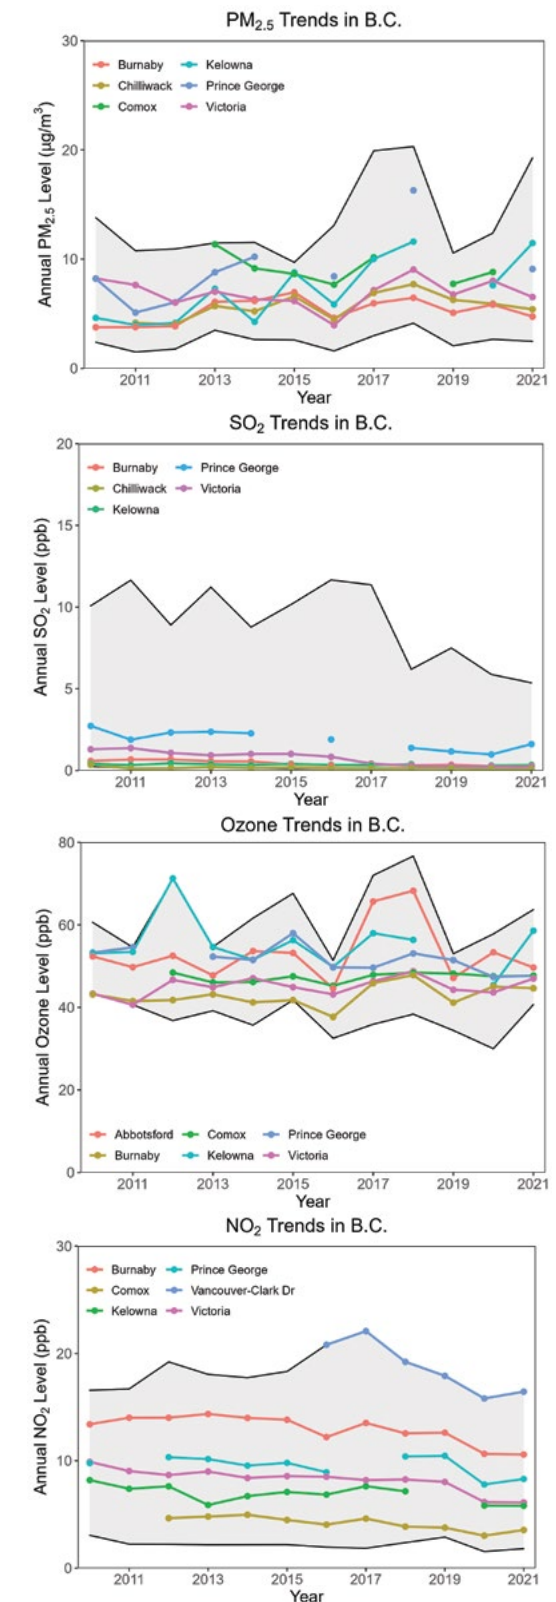 PM2.5 Trends in B.C.
Annual PM2.5 Level (µg/m3)
30
20
10
0
Burnaby
Chilliwack
Comox
Kelowna
Prince George
Victoria
2011 2013 2015 2017 2019 2021
Year
SO2 Trends in B.C.
Annual SO2 Level (ppb)
20
15
10
5
0
Burnaby
Chilliwack
Kelowna
Prince George
Victoria
2011 2013 2015 2017 2019 2021
Year
Ozone Trends in B.C.
Annual Ozone Level (ppb)
80
60
40
20
0
Abbotsford
Burnaby
Comox
Kelowna
Prince George
Victoria
2011 2013 2015 2017 2019 2021
Year
NO2 Trends in B.C.
Annual NO2 Level (ppb)
30
20
10
0
Burnaby
Comox
Kelowna
Prince George
Vancouver-Clark Dr
Victoria
2011 2013 2015 2017 2019 2021
Year